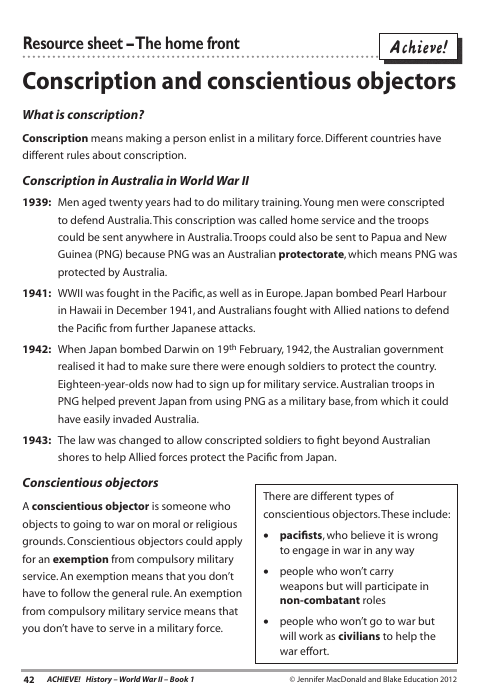 Resource sheet – The home front
Achieve!
Conscription and conscientious objectors
What is conscription?
Conscription means making a person enlist in a military force. Different countries have
different rules about conscription.
Conscription in Australia in World War II
1939: Men aged twenty years had to do military training. Young men were conscripted
to defend Australia. This conscription was called home service and the troops
could be sent anywhere in Australia. Troops could also be sent to Papua and New
Guinea (PNG) because PNG was an Australian protectorate, which means PNG was
protected by Australia.
1941: WWII was fought in the Pacific, as well as in Europe. Japan bombed Pearl Harbour
in Hawaii in December 1941, and Australians fought with Allied nations to defend
the Pacific from further Japanese attacks.
1942: When Japan bombed Darwin on 19th February, 1942, the Australian government
realised it had to make sure there were enough soldiers to protect the country.
Eighteen-year-olds now had to sign up for military service. Australian troops in
PNG helped prevent Japan from using PNG as a military base, from which it could
have easily invaded Australia.
1943: The law was changed to allow conscripted soldiers to fight beyond Australian
shores to help Allied forces protect the Pacific from Japan.
Conscientious objectors
A conscientious objector is someone who
objects to going to war on moral or religious
grounds. Conscientious objectors could apply
for an exemption from compulsory military
service. An exemption means that you don't
have to follow the general rule. An exemption
from compulsory military service means that
you don't have to serve in a military force.
There are different types of
conscientious objectors. These include:
• pacifists, who believe it is wrong
to engage in war in any way
• people who won't carry
weapons but will participate in
non-combatant roles
• people who won't go to war but
will work as civilians to help the
war effort.
42 ACHIEVE! History – World War II – Book 1
© Jennifer MacDonald and Blake Education 2012